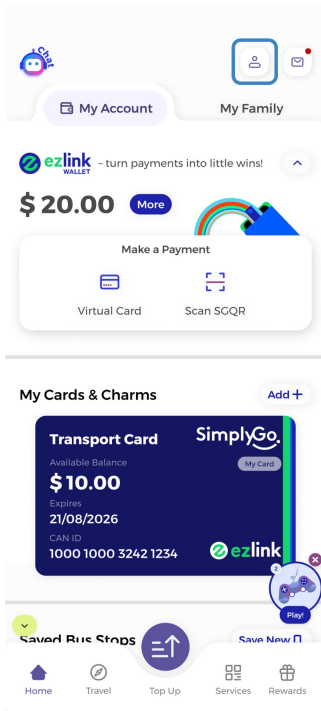 Chat
My Account
My Family
ezlink
WALLET
– turn payments into little wins!
$ 20.00
More
Make a Payment
Virtual Card
Scan SGQR
My Cards & Charms
Add +
Transport Card
SimplyGo.
Available Balance
My Card
$ 10.00
Expires
21/08/2026
CAN ID
1000 1000 3242 1234
ezlink
2
Play!
Saved Bus Stops
Save New
Home
Travel
Top Up
Services
Rewards